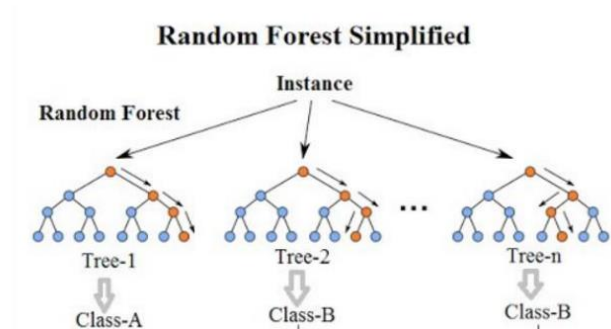 Random Forest Simplified
Instance
Random Forest
...
Tree-1 Tree-2 Tree-n
Class-A Class-B Class-B